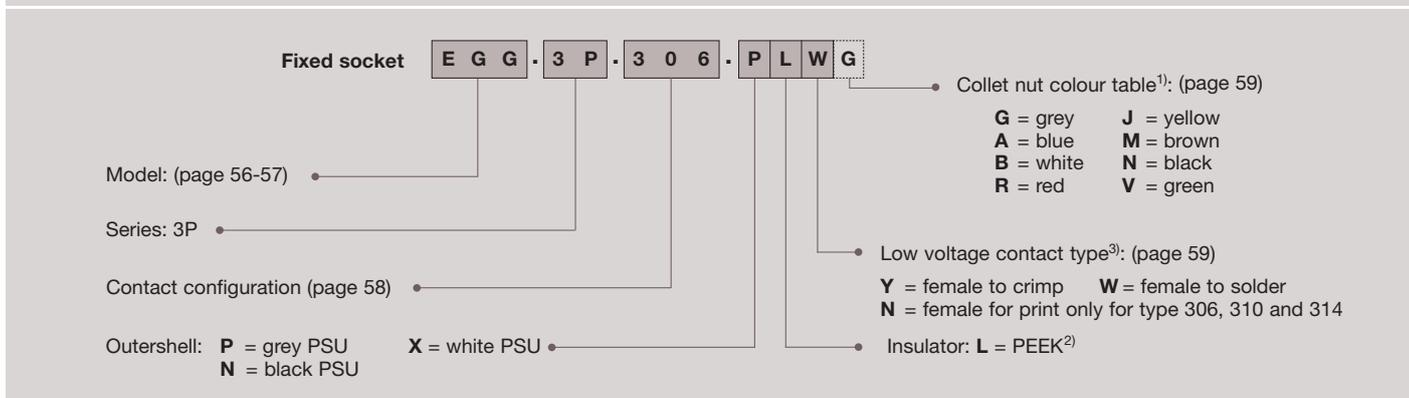 Fixed socket E G G . 3 P . 3 0 6 . P L W G
Collet nut colour table1): (page 59)
G = grey J = yellow
A = blue M = brown
B = white N = black
R = red V = green
Model: (page 56-57)
Series: 3P
Low voltage contact type3): (page 59)
Y = female to crimp W = female to solder
N = female for print only for type 306, 310 and 314
Contact configuration (page 58)
Outershell: P = grey PSU X = white PSU
N = black PSU
Insulator: L = PEEK2)